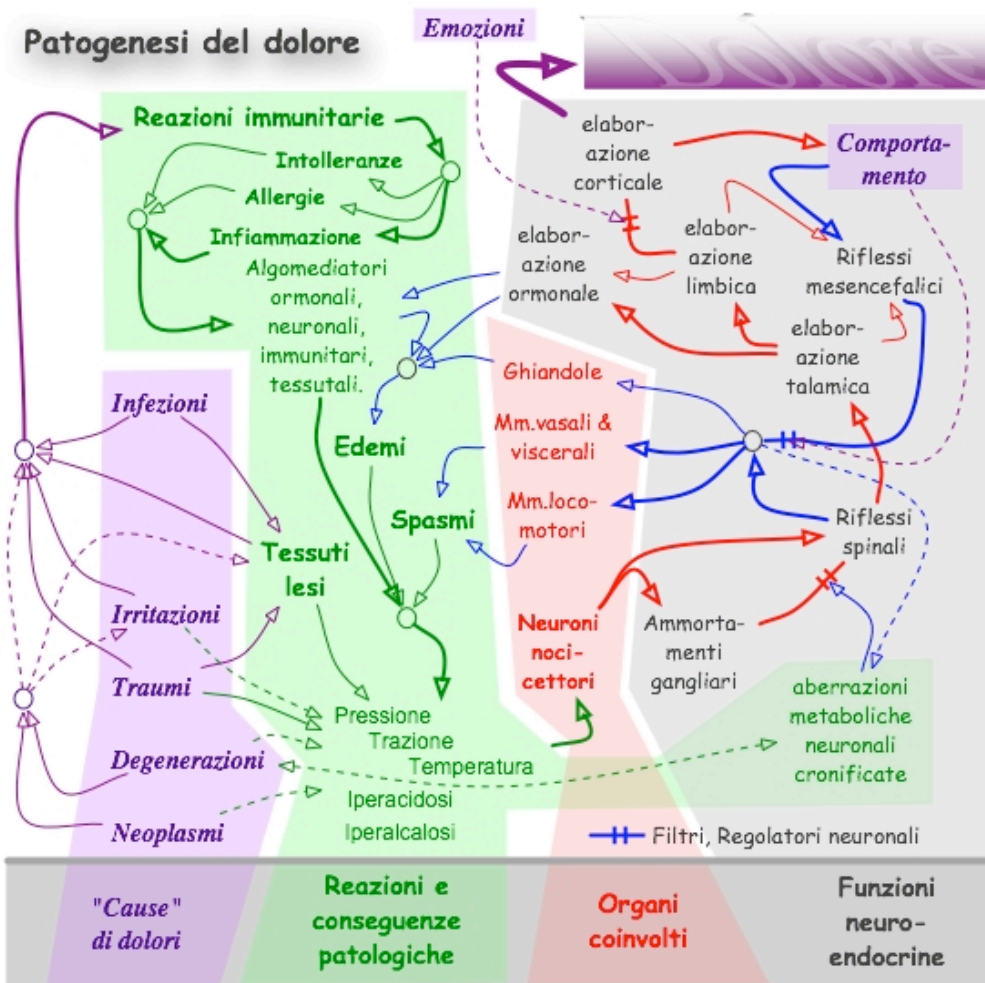 Patogenesi del dolore
Emozioni
Dolore
Reazioni immunitarie
Intolleranze
Allergie
Infiammazione
Algomediatori
ormonali,
neuronali,
immunitari,
tessutali.
elabor-
azione
corticale
Comporta-
mento
elabor-
azione
ormonale
elabor-
azione
limbica
Riflessi
mesencefalici
elabor-
azione
talamica
Infezioni
Edemi
Ghiandole
Mm.vasali &
viscerali
Spasmi
Mm.loco-
motori
Riflessi
spinali
Tessuti
lesi
Irritazioni
Neuroni
noci-
cettori
Ammorta-
menti
gangliari
Traumi
Pressione
Trazione
Temperatura
Iperacidosi
Iperalcalosi
aberrazioni
metaboliche
neuronali
cronificate
Degenerazioni
Neoplasmi
Filtri, Regolatori neuronali
"Cause"
di dolori
Reazioni e
conseguenze
patologiche
Organi
coinvolti
Funzioni
neuro-
endocrine